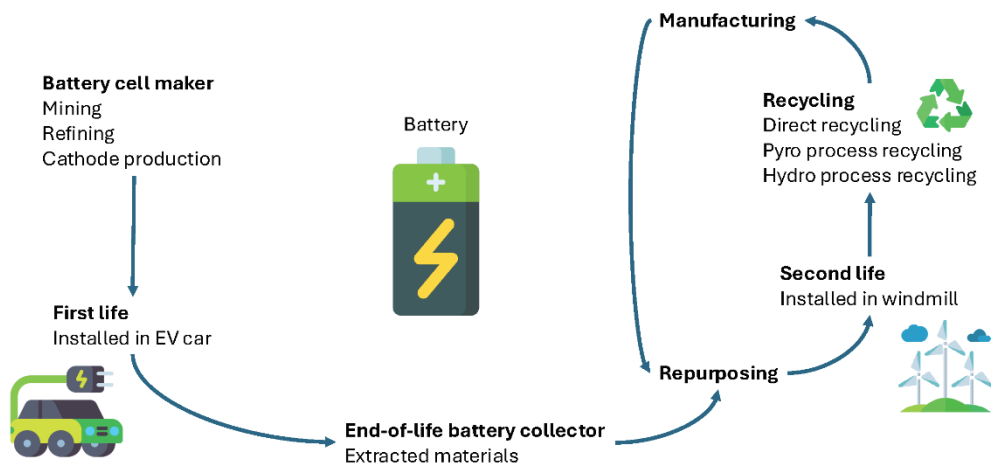 Battery cell maker
Mining
Refining
Cathode production
First life
Installed in EV car
Battery
End-of-life battery collector
Extracted materials
Repurposing
Second life
Installed in windmill
Recycling
Direct recycling
Pyro process recycling
Hydro process recycling
Manufacturing